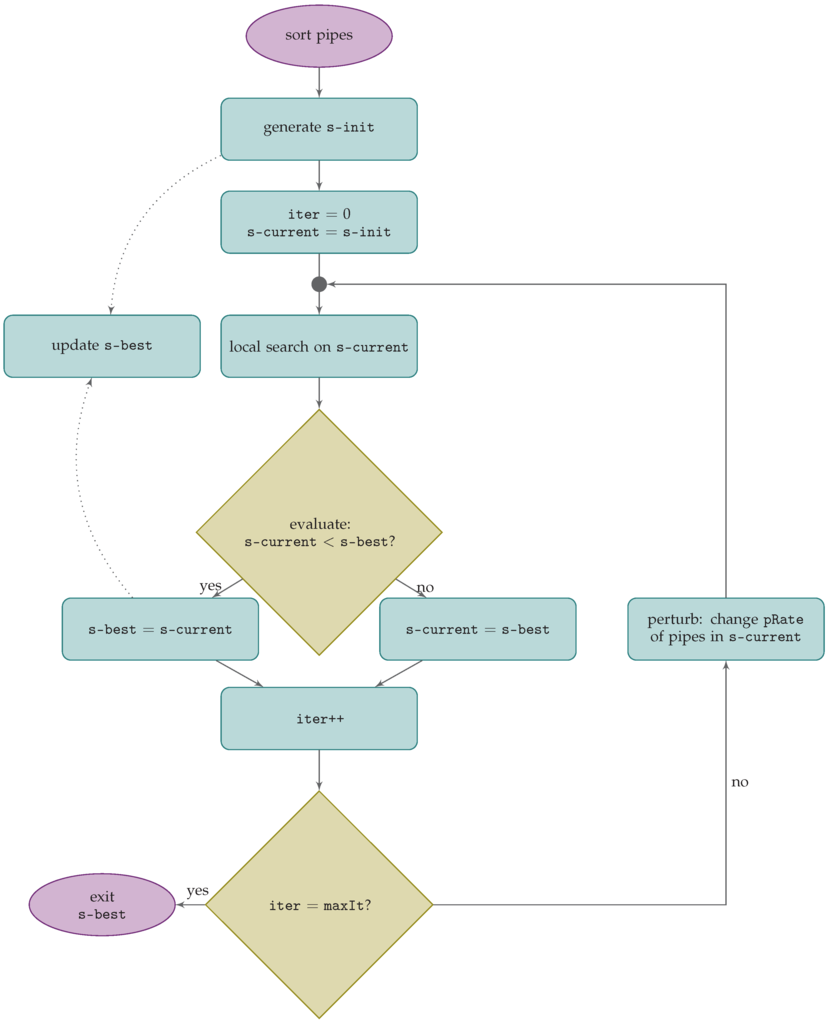 sort pipes
generate s-init
iter = 0
s-current = s-init
update s-best
local search on s-current
evaluate:
s-current < s-best?
yes
no
s-best = s-current
s-current = s-best
perturb: change pRate
of pipes in s-current
iter++
no
yes
exit
s-best
iter = maxIt?